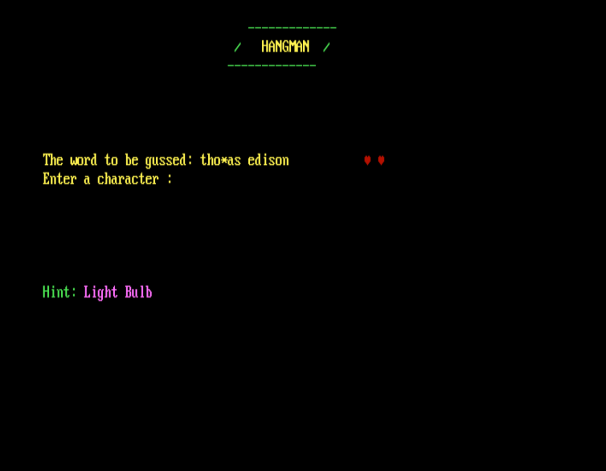 -------------
/ HANGMAN /
-------------
The word to be gussed: tho*as edison ♥ ♥
Enter a character :
Hint: Light Bulb